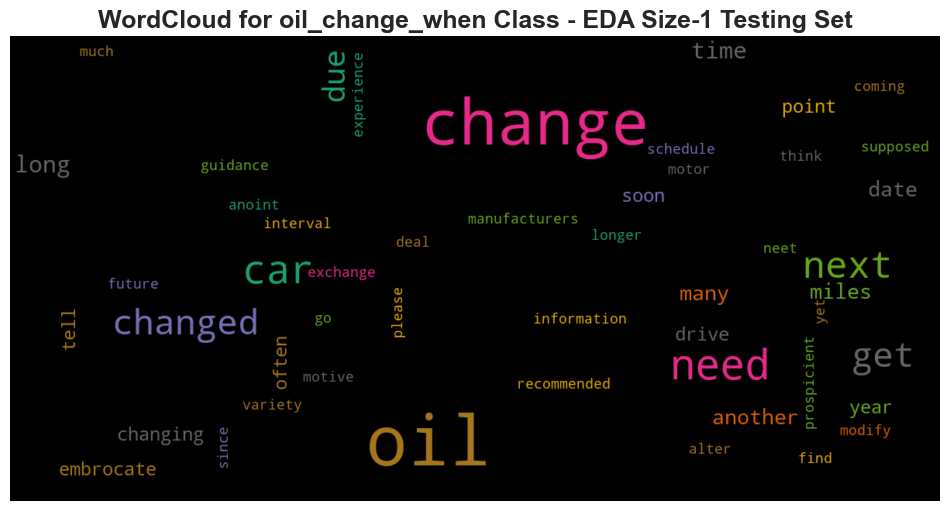 WordCloud for oil_change_when Class - EDA Size-1 Testing Set
much
due
experience
time
coming
point
change
schedule
motor
think
supposed
long
guidance
soon
date
anoint
interval
manufacturers
longer
deal
neet
car
exchange
next
future
many
miles
yet
changed
tell
go
please
information
drive
often
motive
need
get
prospicient
recommended
variety
another
year
modify
changing
since
oil
embrocate
alter
find